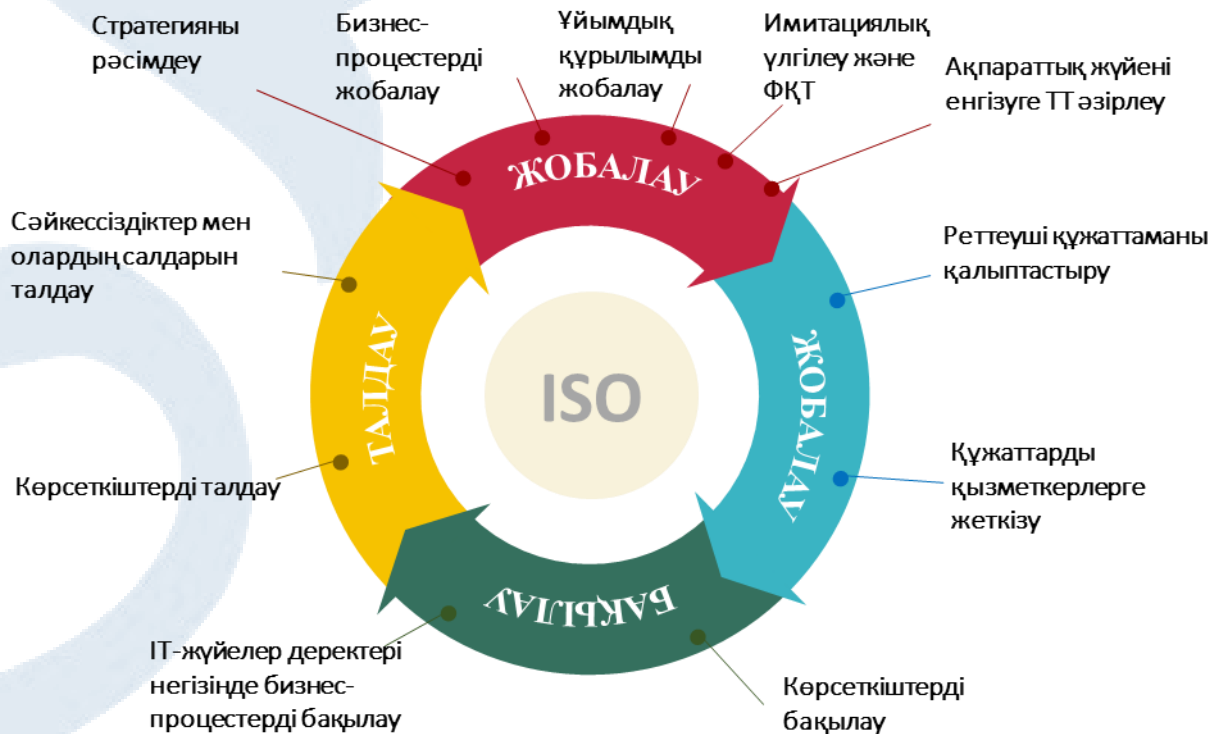 Стратегияны
рәсімдеу
Бизнес-
процестерді
жобалау
Ұйымдық
құрылымды
жобалау
Имитациялық
үлгілеу және
ФҚТ
Ақпараттық жүйені
енгізуге ТТ әзірлеу
ЖОБАЛАУ
Сәйкессіздіктер мен
олардың салдарын
талдау
Реттеуші құжаттаманы
қалыптастыру
ТАЛДАУ
ISO
ЖОБАЛАУ
Көрсеткіштерді талдау
Құжаттарды
қызметкерлерге
жеткізу
БАҚЫЛАУ
IT-жүйелер деректері
негізінде бизнес-
процестерді бақылау
Көрсеткіштерді
бақылау